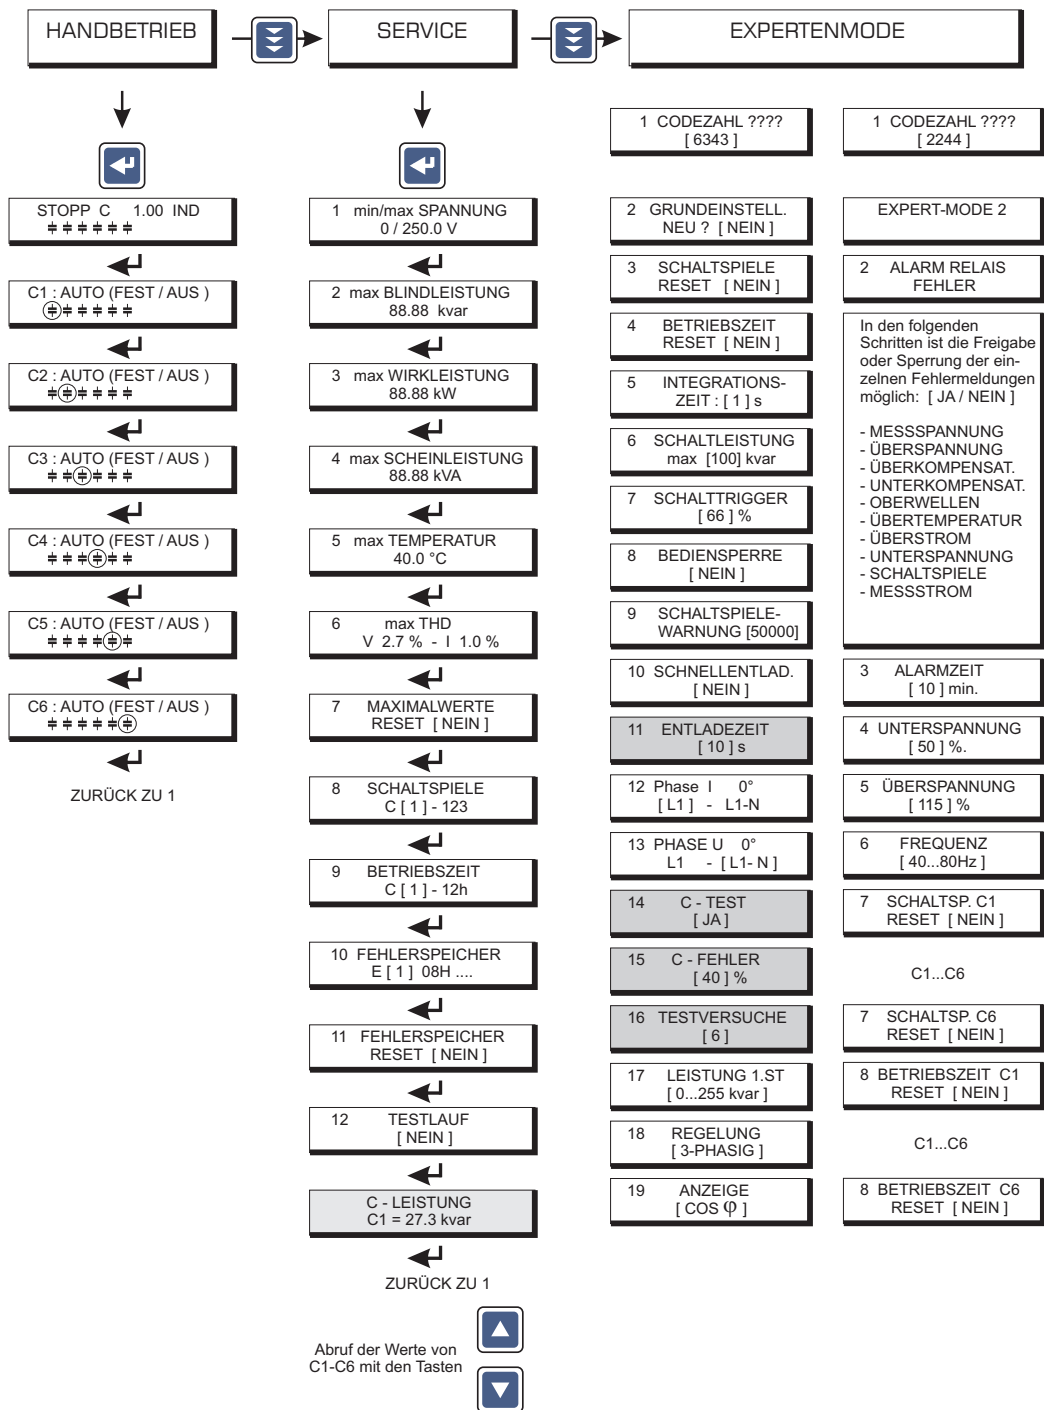 HANDBETRIEB
SERVICE
EXPERTENMODE
STOPP C 1.00 IND
C1 : AUTO (FEST / AUS )
C2 : AUTO (FEST / AUS )
C3 : AUTO (FEST / AUS )
C4 : AUTO (FEST / AUS )
C5 : AUTO (FEST / AUS )
C6 : AUTO (FEST / AUS )
ZURÜCK ZU 1
1 min/max SPANNUNG
0 / 250.0 V
2 max BLINDLEISTUNG
88.88 kvar
3 max WIRKLEISTUNG
88.88 kW
4 max SCHEINLEISTUNG
88.88 kVA
5 max TEMPERATUR
40.0 °C
6 max THD
V 2.7 % - I 1.0 %
7 MAXIMALWERTE
RESET [ NEIN ]
8 SCHALTSPIELE
C [ 1 ] - 123
9 BETRIEBSZEIT
C [ 1 ] - 12h
10 FEHLERSPEICHER
E [ 1 ] 08H ....
11 FEHLERSPEICHER
RESET [ NEIN ]
12 TESTLAUF
[ NEIN ]
C - LEISTUNG
C1 = 27.3 kvar
ZURÜCK ZU 1
Abruf der Werte von
C1-C6 mit den Tasten
1 CODEZAHL ????
[ 6343 ]
2 GRUNDEINSTELL.
NEU ? [ NEIN ]
3 SCHALTSPIELE
RESET [ NEIN ]
4 BETRIEBSZEIT
RESET [ NEIN ]
5 INTEGRATIONS-
ZEIT : [ 1 ] s
6 SCHALTLEISTUNG
max [100] kvar
7 SCHALTTRIGGER
[ 66 ] %
8 BEDIENSPERRE
[ NEIN ]
9 SCHALTSPIELE-
WARNUNG [50000]
10 SCHNELLENTLAD.
[ NEIN ]
11 ENTLADEZEIT
[ 10 ] s
12 Phase I 0°
[ L1 ] - L1-N
13 PHASE U 0°
L1 - [ L1- N ]
14 C - TEST
[ JA ]
15 C - FEHLER
[ 40 ] %
16 TESTVERSUCHE
[ 6 ]
17 LEISTUNG 1.ST
[ 0...255 kvar ]
18 REGELUNG
[ 3-PHASIG ]
19 ANZEIGE
[ COS φ ]
1 CODEZAHL ????
[ 2244 ]
EXPERT-MODE 2
2 ALARM RELAIS
FEHLER
In den folgenden
Schritten ist die Freigabe
oder Sperrung der ein-
zelnen Fehlermeldungen
möglich: [ JA / NEIN ]
- MESSSPANNUNG
- ÜBERSPANNUNG
- ÜBERKOMPENSAT.
- UNTERKOMPENSAT.
- OBERWELLEN
- ÜBERTEMPERATUR
- ÜBERSTROM
- UNTERSPANNUNG
- SCHALTSPIELE
- MESSSTROM
3 ALARMZEIT
[ 10 ] min.
4 UNTERSPANNUNG
[ 50 ] %.
5 ÜBERSPANNUNG
[ 115 ] %
6 FREQUENZ
[ 40...80Hz ]
7 SCHALTSP. C1
RESET [ NEIN ]
C1...C6
7 SCHALTSP. C6
RESET [ NEIN ]
8 BETRIEBSZEIT C1
RESET [ NEIN ]
C1...C6
8 BETRIEBSZEIT C6
RESET [ NEIN ]